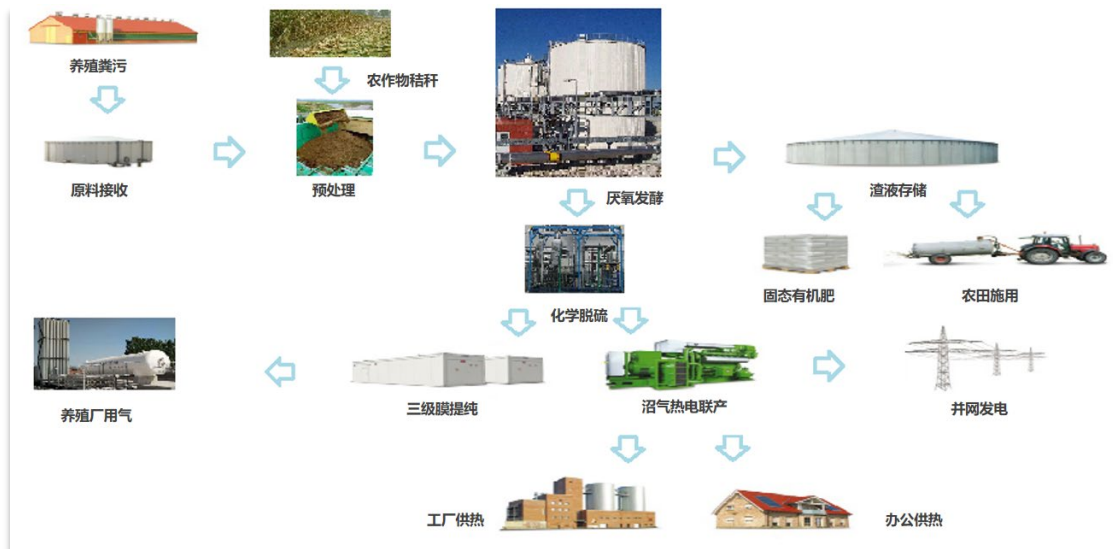 养殖粪污
农作物秸秆
原料接收
预处理
厌氧发酵
渣液存储
固态有机肥
农田施用
化学脱硫
养殖厂用气
三级膜提纯
沼气热电联产
并网发电
工厂供热
办公供热